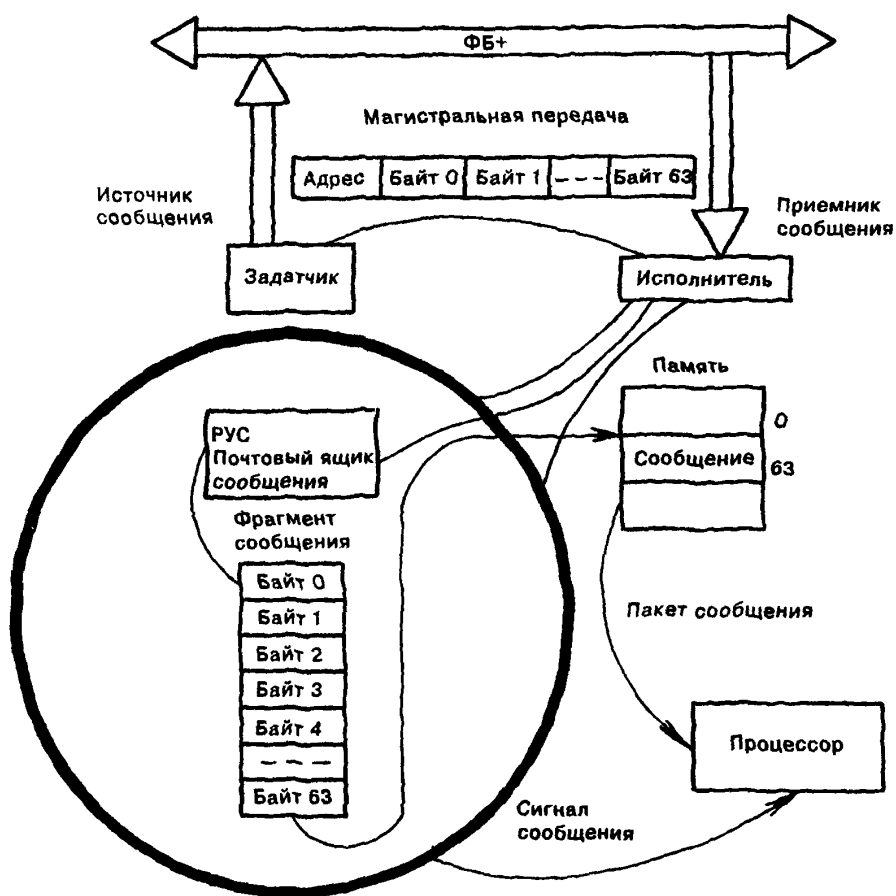 ФБ+
Магистральная передача
Адрес Байт 0 Байт 1 --- Байт 63
Источник
сообщения
Приемник
сообщения
Задатчик
Исполнитель
Память
0
Сообщение
63
РУС
Почтовый ящик
сообщения
Фрагмент
сообщения
Байт 0
Байт 1
Байт 2
Байт 3
Байт 4
---
Байт 63
Пакет сообщения
Процессор
Сигнал
сообщения